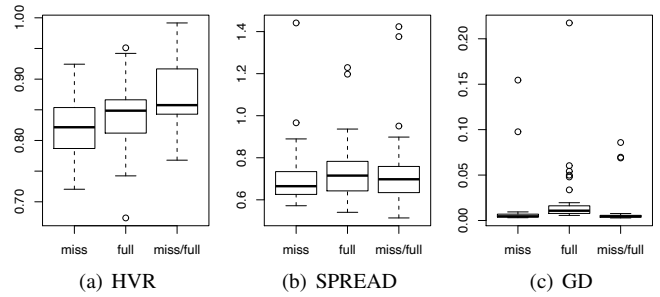 1.00
0.90
0.80
0.70
miss
full
miss/full
(a) HVR
1.4
1.2
1.0
0.8
0.6
miss
full
miss/full
(b) SPREAD
0.20
0.15
0.10
0.05
0.00
miss
full
miss/full
(c) GD